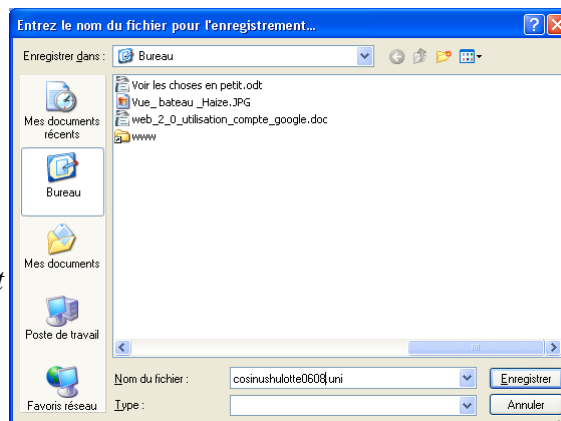 Entrez le nom du fichier pour l'enregistrement...
Enregistrer dans : Bureau
Mes documents récents
Bureau
Mes documents
Poste de travail
Favoris réseau
Voir les choses en petit.odt
Vue_ bateau _Haize.JPG
web_2_0_utilisation_compte_google.doc
www
t
Nom du fichier : cosinushulotte0608.uni Enregistrer
Type : Annuler